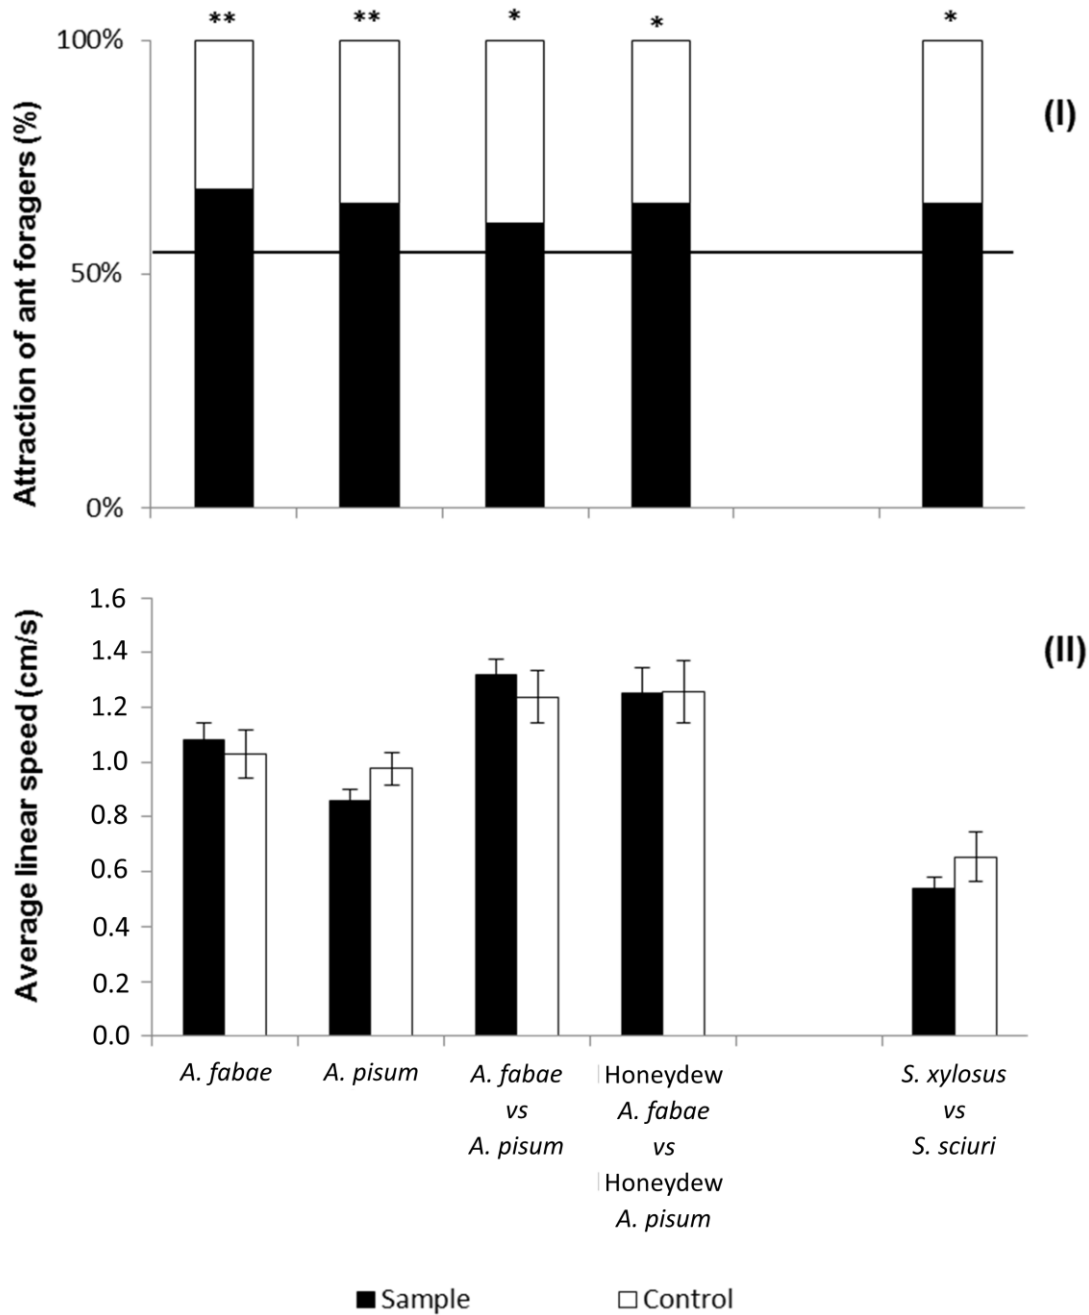 ** ** * * *
100%
50%
0%
Attraction of ant foragers (%)
(I)
1.6
1.4
1.2
1.0
0.8
0.6
0.4
0.2
0.0
Average linear speed (cm/s)
(II)
A. fabae
A. pisum
A. fabae
vs
A. pisum
Honeydew
A. fabae
vs
Honeydew
A. pisum
S. xylosus
vs
S. sciuri
Sample Control